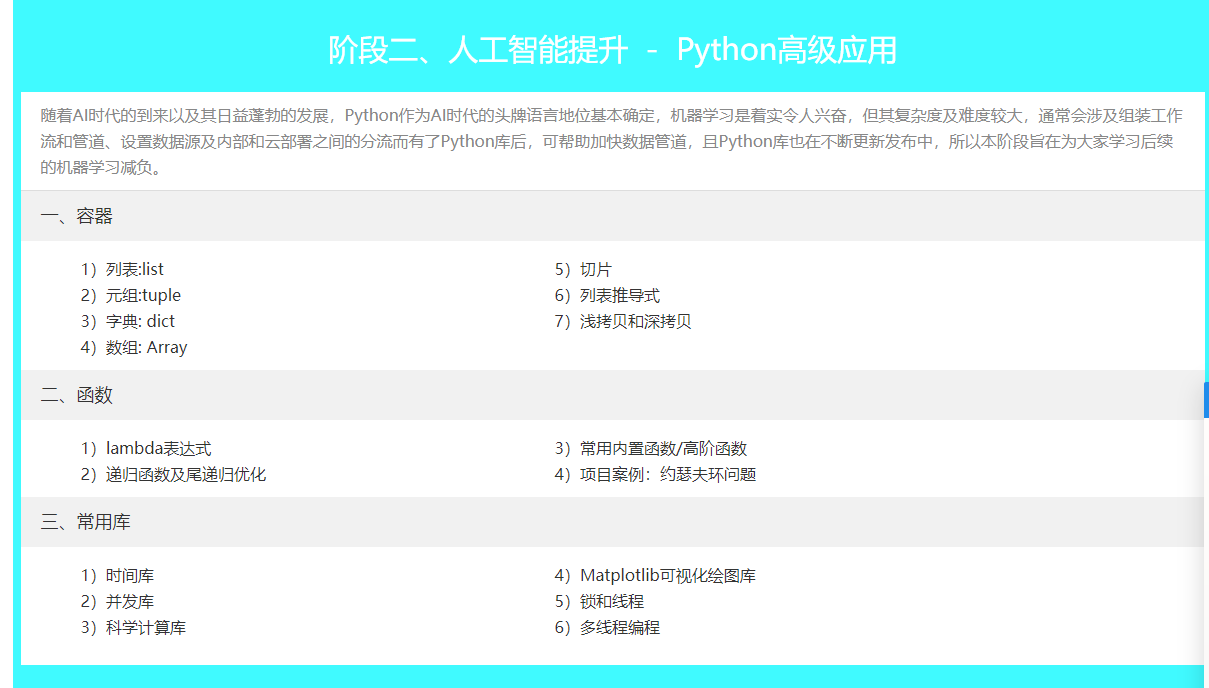 阶段二、人工智能提升 - Python高级应用
随着AI时代的到来以及其日益蓬勃的发展，Python作为AI时代的头牌语言地位基本确定，机器学习是着实令人兴奋，但其复杂度及难度较大，通常会涉及组装工作
流和管道、设置数据源及内部和云部署之间的分流而有了Python库后，可帮助加快数据管道，且Python库也在不断更新发布中，所以本阶段旨在为大家学习后续
的机器学习减负。
一、容器
1）列表:list
2）元组:tuple
3）字典: dict
4）数组: Array
5）切片
6）列表推导式
7）浅拷贝和深拷贝
二、函数
1）lambda表达式
2）递归函数及尾递归优化
3）常用内置函数/高阶函数
4）项目案例：约瑟夫环问题
三、常用库
1）时间库
2）并发库
3）科学计算库
4）Matplotlib可视化绘图库
5）锁和线程
6）多线程编程